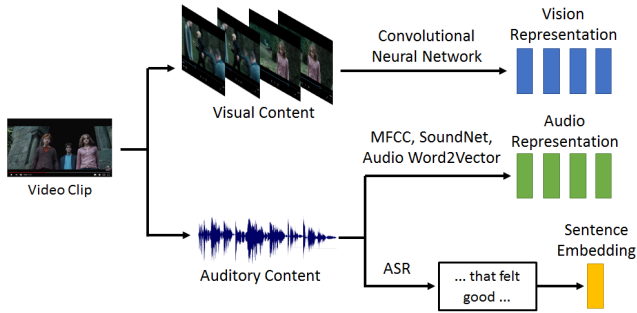 Video Clip
Visual Content
Convolutional
Neural Network
Vision
Representation
Auditory Content
MFCC, SoundNet,
Audio Word2Vector
Audio
Representation
ASR
... that felt
good ...
Sentence
Embedding